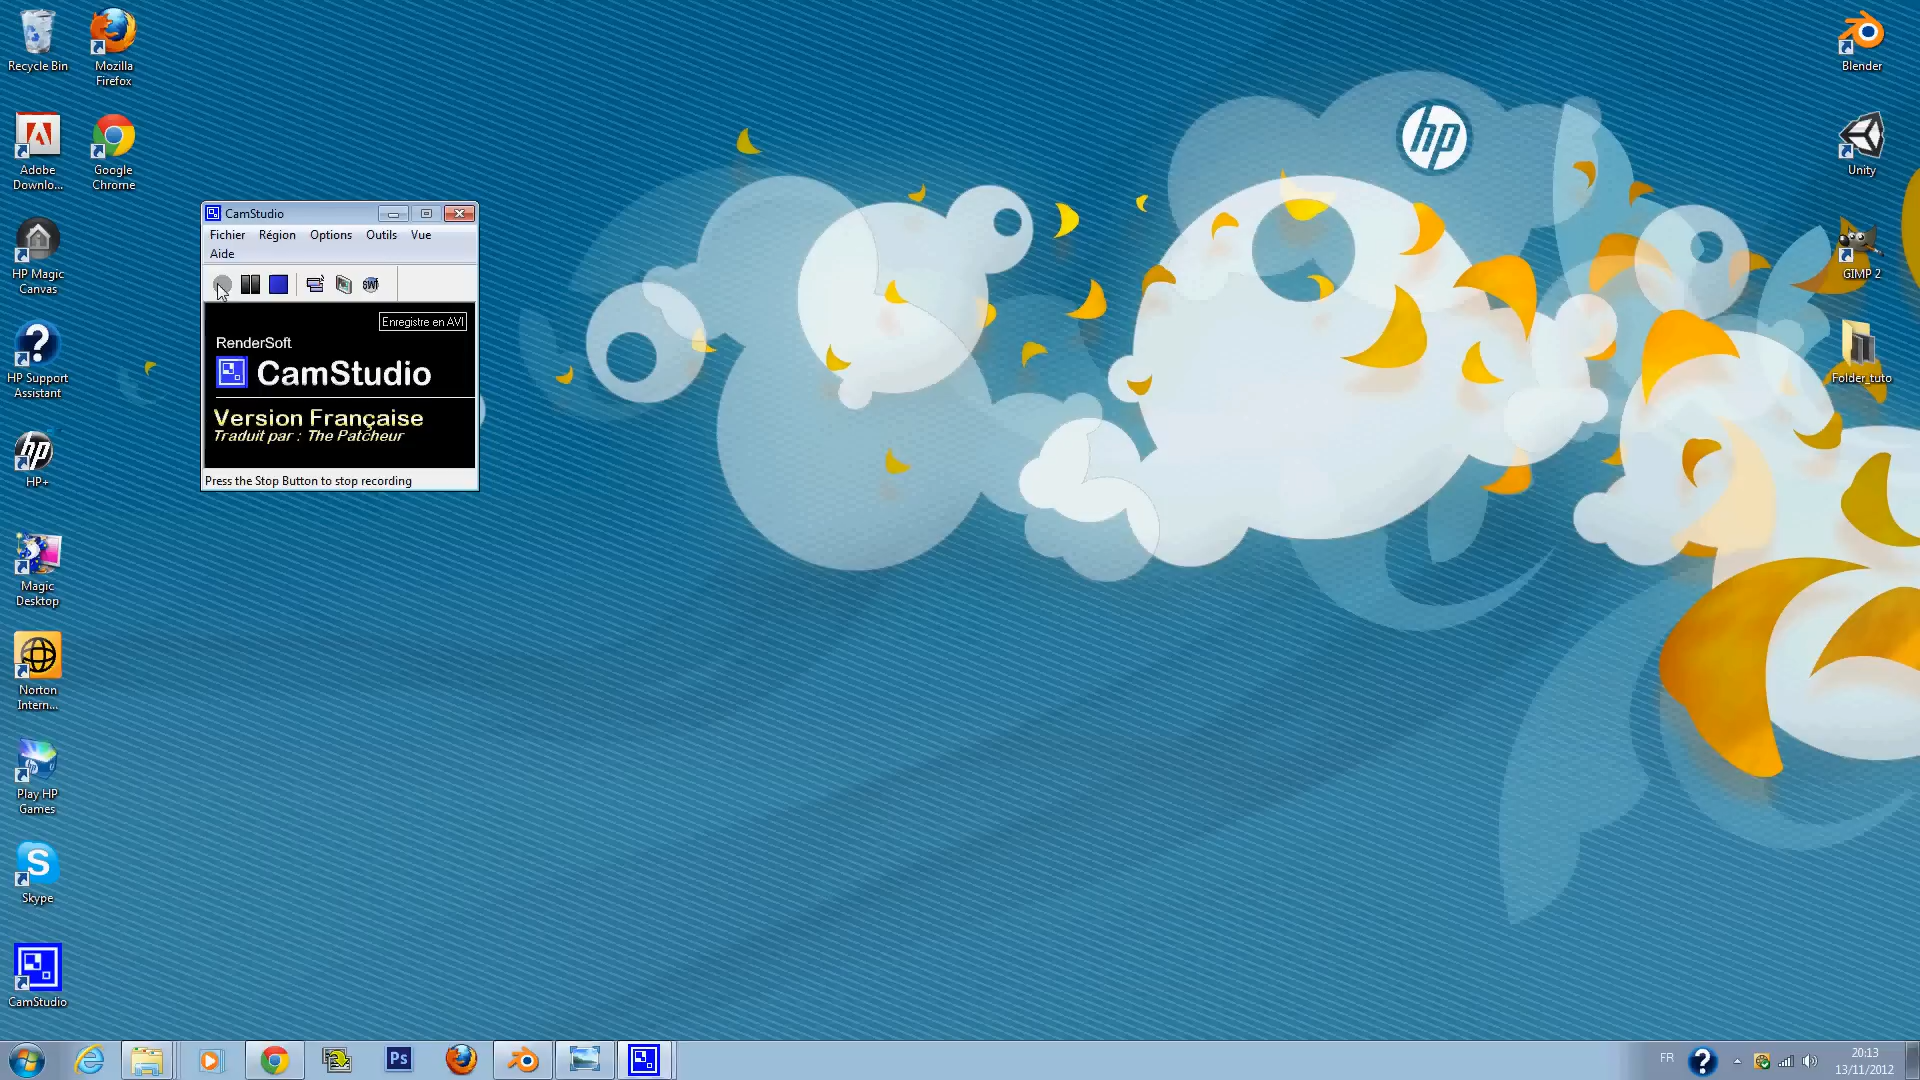 Recycle Bin
Mozilla
Firefox
Adobe
Downlo...
Google
Chrome
HP Magic
Canvas
HP Support
Assistant
HP+
Magic
Desktop
Norton
Intern...
Play HP
Games
Skype
CamStudio
CamStudio
Fichier Région Options Outils Vue
Aide
Enregistre en AVI
RenderSoft
CamStudio
Version Française
Traduit par : The Patcheur
Press the Stop Button to stop recording
hp
Blender
Unity
GIMP 2
Folder_tuto
Ps
FR
20:13
13/11/2012